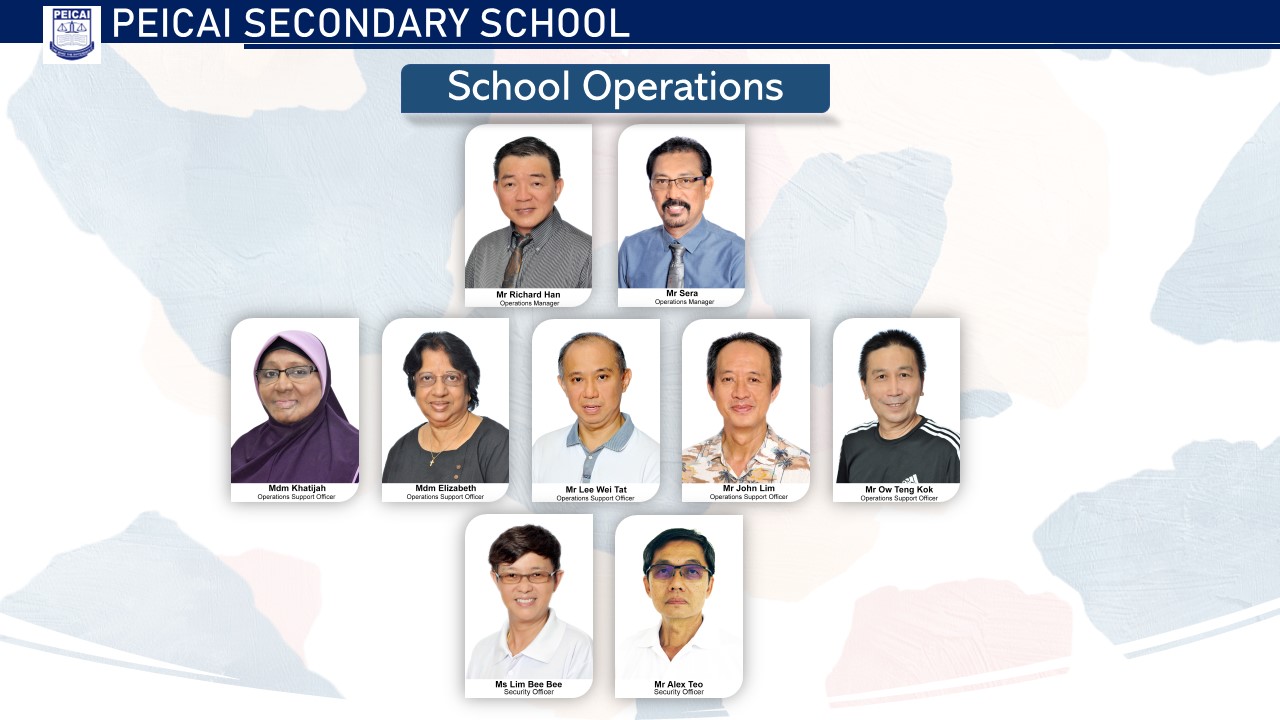 PEICAI
PEICAI SECONDARY SCHOOL
School Operations
Mr Richard Han
Operations Manager
Mr Sera
Operations Manager
Mdm Khatijah
Operations Support Officer
Mdm Elizabeth
Operations Support Officer
Mr Lee Wei Tat
Operations Support Officer
Mr John Lim
Operations Support Officer
Mr Ow Teng Kok
Operations Support Officer
Ms Lim Bee Bee
Security Officer
Mr Alex Teo
Security Officer